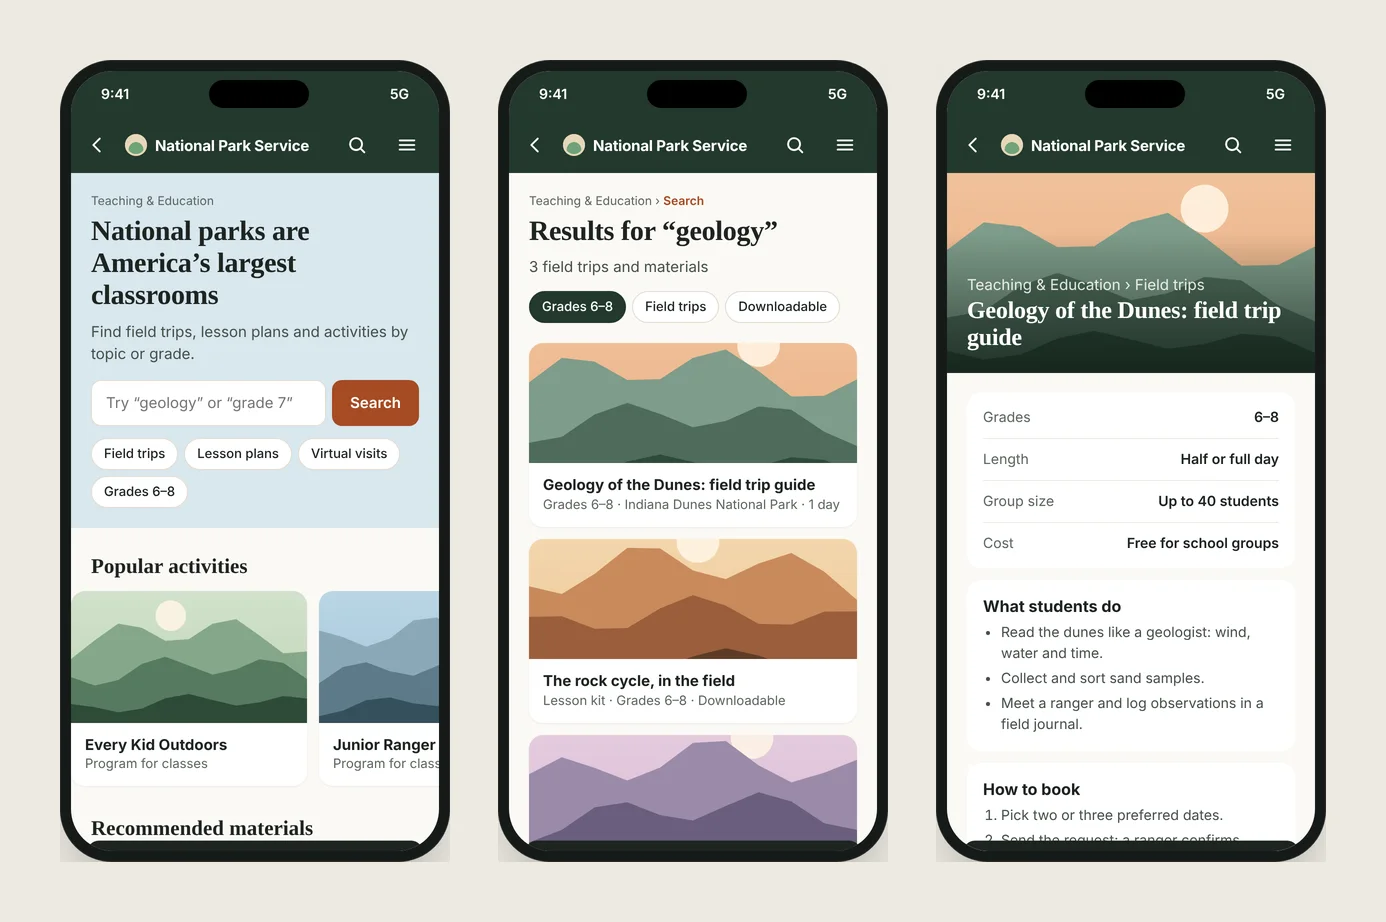 9:41
5G
National Park Service
Teaching & Education
National parks are
America’s largest
classrooms
Find field trips, lesson plans and activities by
topic or grade.
Try “geology” or “grade 7”
Search
Field trips
Lesson plans
Virtual visits
Grades 6–8
Popular activities
Every Kid Outdoors
Program for classes
Junior Ranger
Program for class
Recommended materials
9:41
5G
National Park Service
Teaching & Education › Search
Results for “geology”
3 field trips and materials
Grades 6–8
Field trips
Downloadable
Geology of the Dunes: field trip guide
Grades 6–8 · Indiana Dunes National Park · 1 day
The rock cycle, in the field
Lesson kit · Grades 6–8 · Downloadable
9:41
5G
National Park Service
Teaching & Education › Field trips
Geology of the Dunes: field trip
guide
Grades
6–8
Length
Half or full day
Group size
Up to 40 students
Cost
Free for school groups
What students do
• Read the dunes like a geologist: wind,
water and time.
• Collect and sort sand samples.
• Meet a ranger and log observations in a
field journal.
How to book
1. Pick two or three preferred dates.
2. Send the request; a ranger confirms